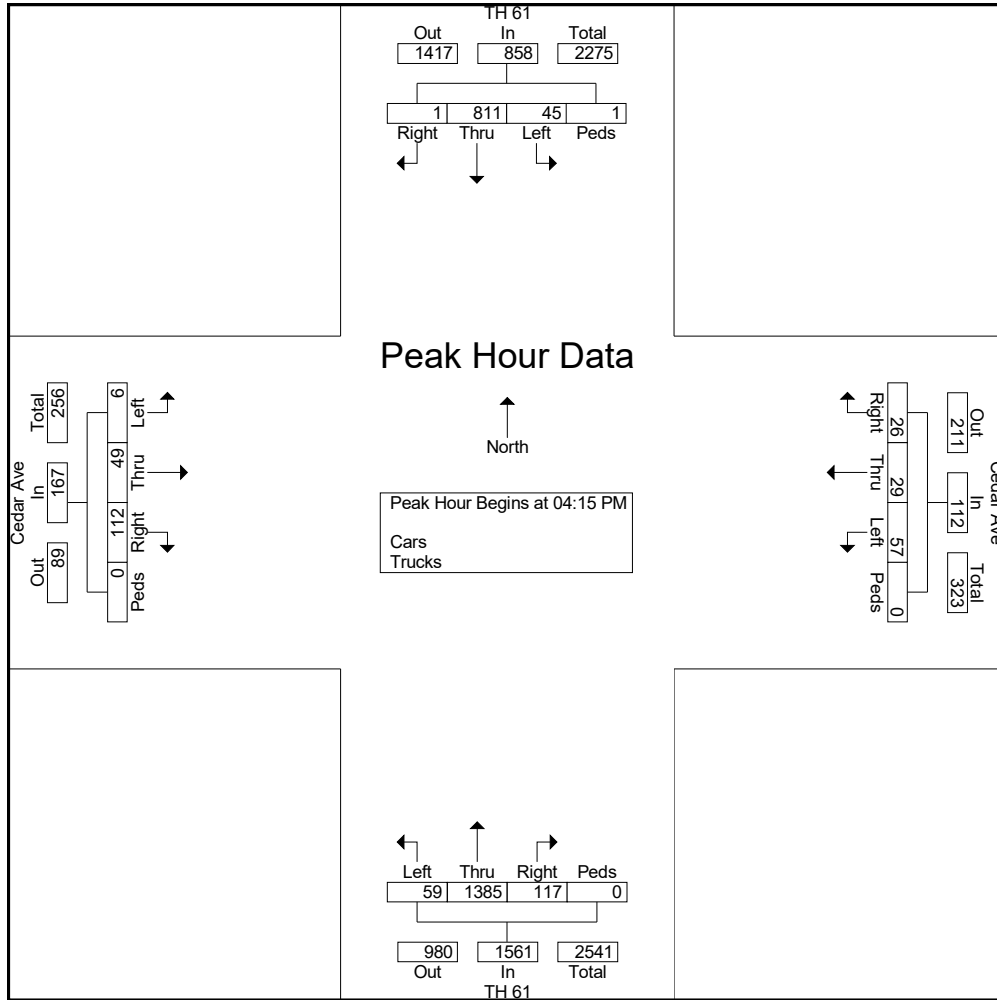 TH 61
Out In Total
1417 858 2275
1 811 45 1
Right Thru Left Peds
Peak Hour Data
North
Peak Hour Begins at 04:15 PM
Cars
Trucks
Cedar Ave
Out In Total
89 167 256
Left Thru Right Peds
6 49 112 0
Cedar Ave
Out In Total
211 112 323
Right Thru Left Peds
26 29 57 0
Left Thru Right Peds
59 1385 117 0
980 1561 2541
Out In Total
TH 61